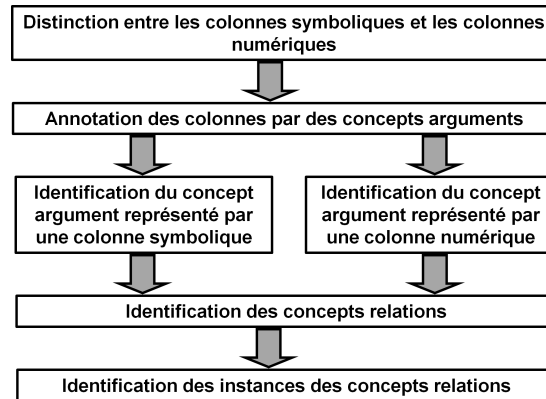 Distinction entre les colonnes symboliques et les colonnes
numériques
Annotation des colonnes par des concepts arguments
Identification du concept
argument représenté par
une colonne symbolique
Identification du concept
argument représenté par
une colonne numérique
Identification des concepts relations
Identification des instances des concepts relations